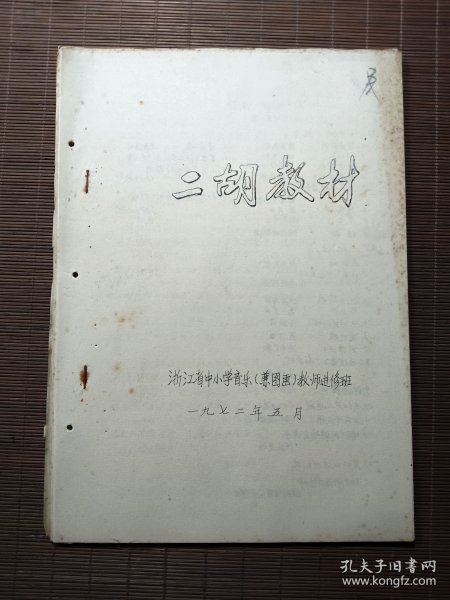 二胡教材
浙江省中小学音乐(兼图画)教师进修班
一九七二年五月
孔夫子旧书网
www.kongfz.com